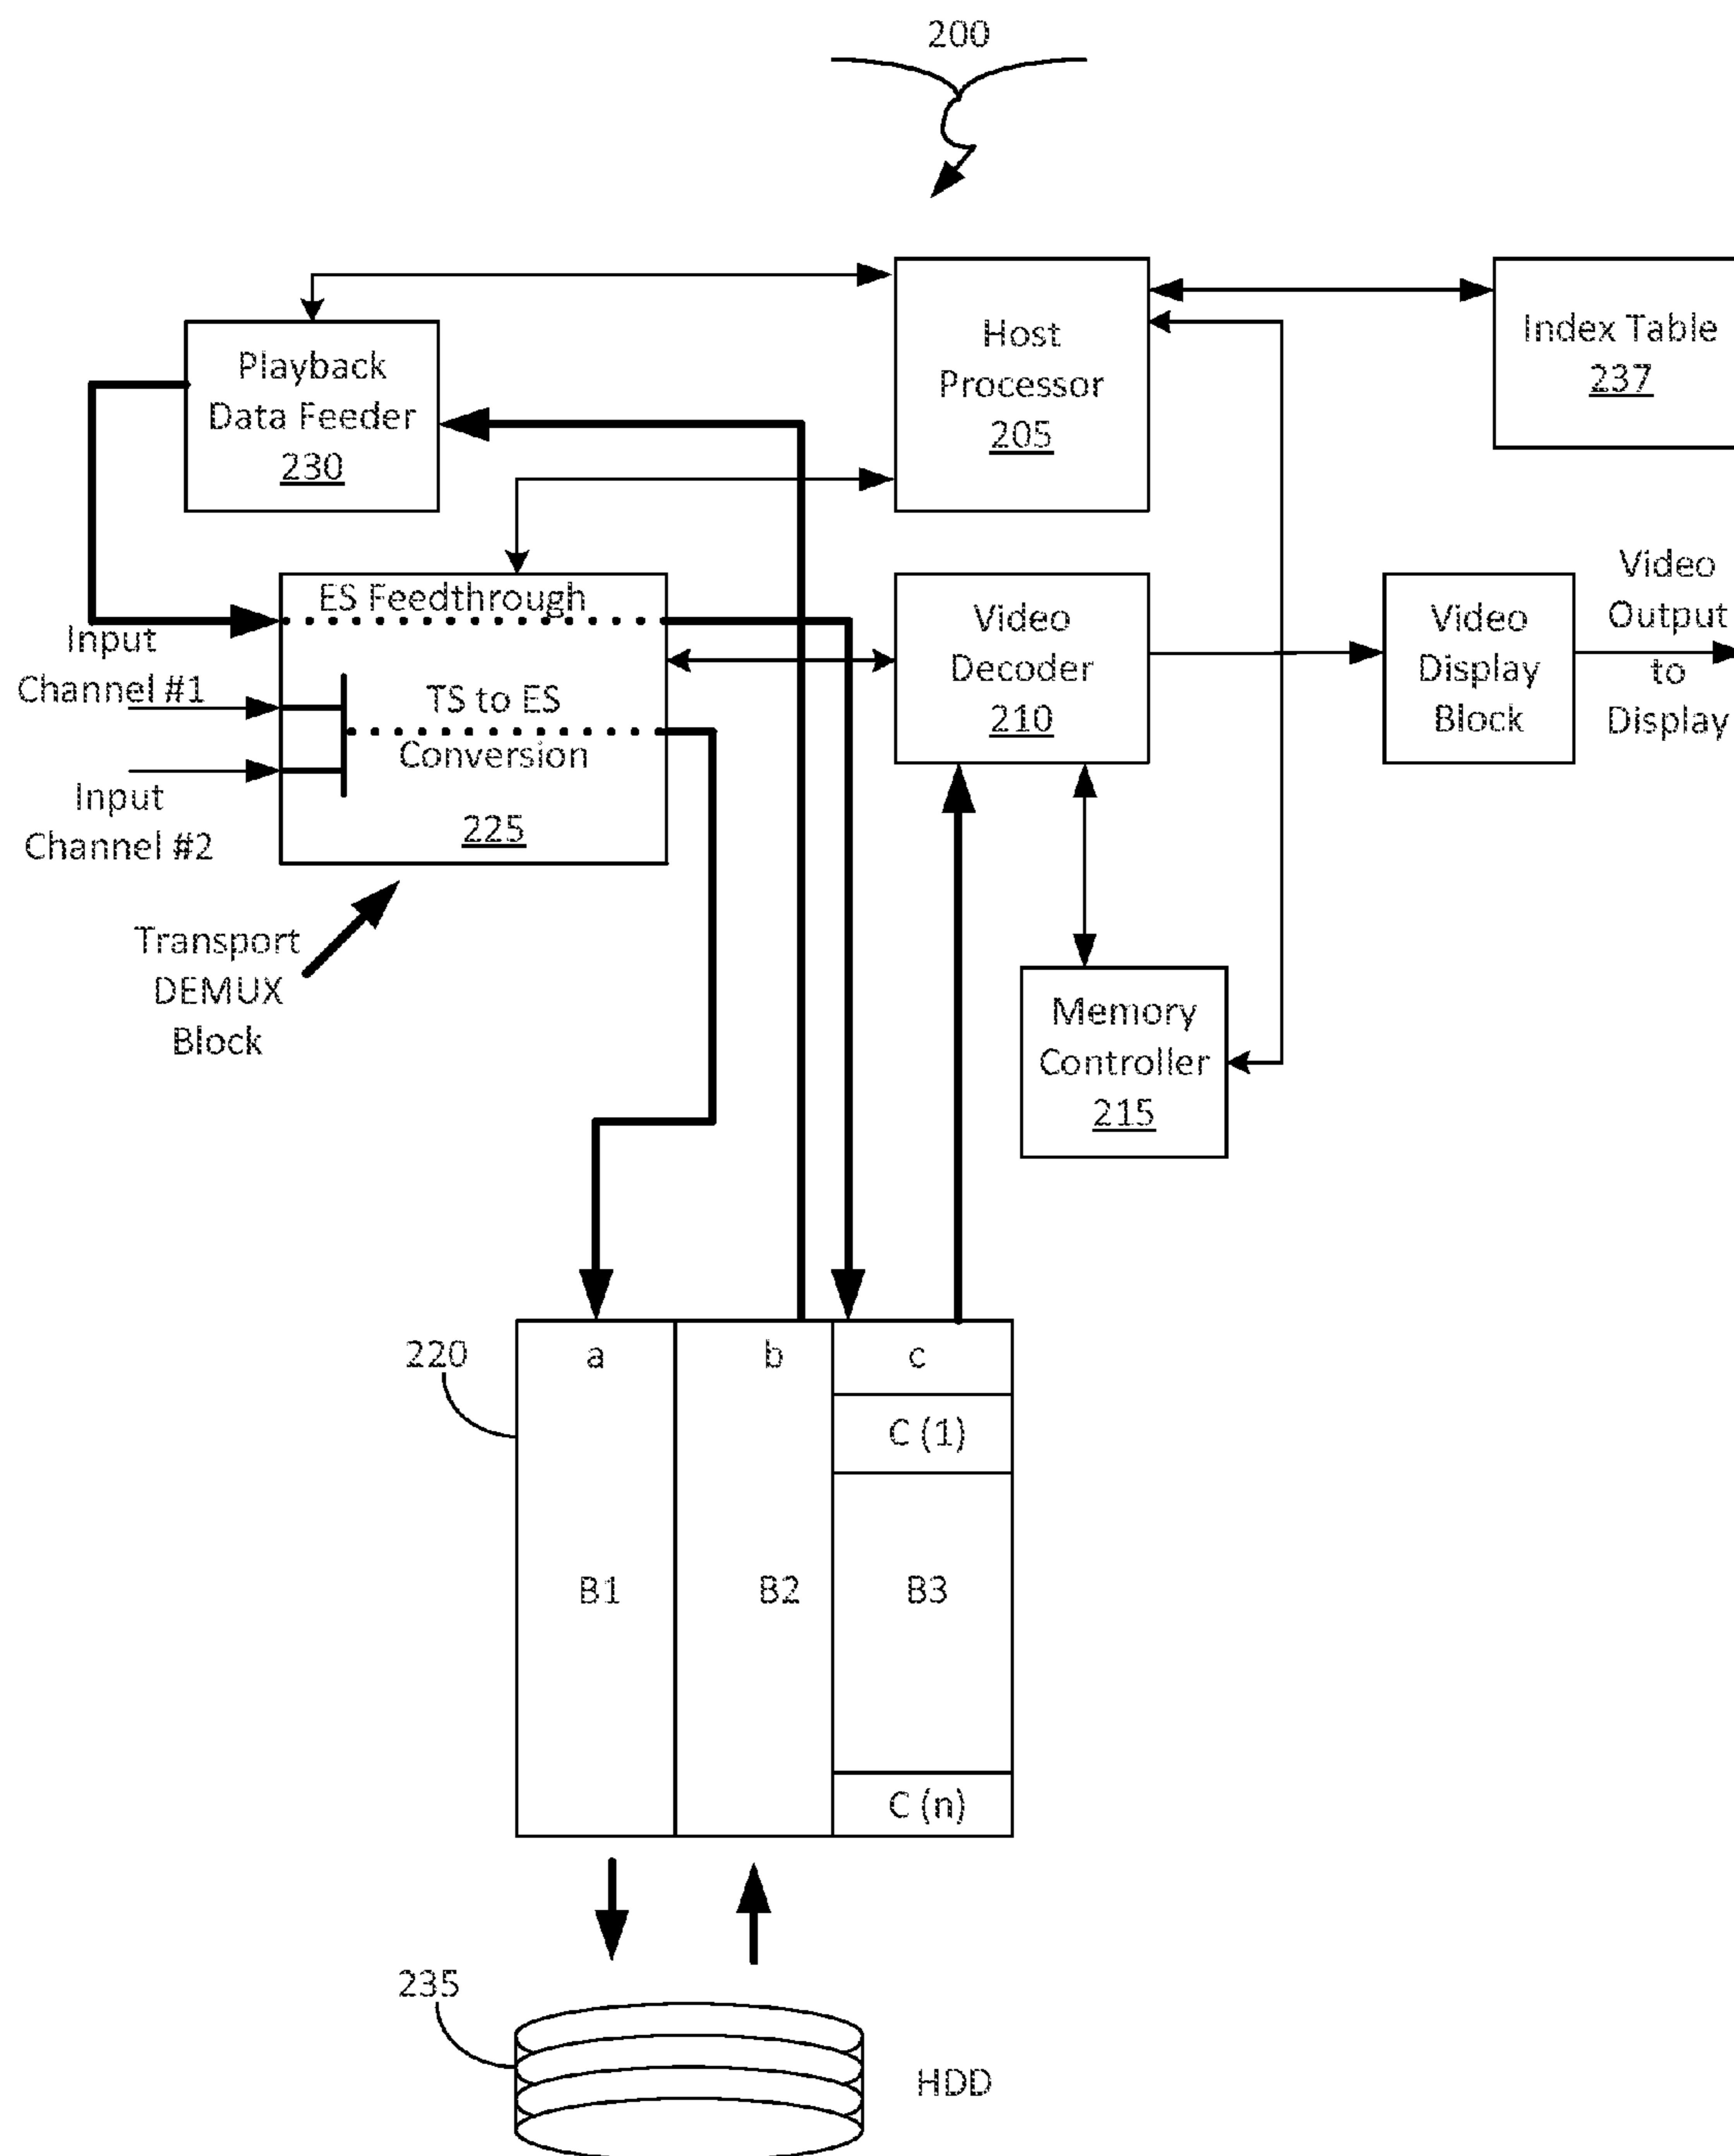 200
Playback
Data Feeder
230
Host
Processor
205
Index Table
237
ES Feedthrough
TS to ES
Conversion
225
Input
Channel #1
Input
Channel #2
Video
Decoder
210
Video
Display
Block
Video
Output
to
Display
Transport
DEMUX
Block
Memory
Controller
215
220
a
b
c
C (1)
B1
B2
B3
C (n)
235
HDD